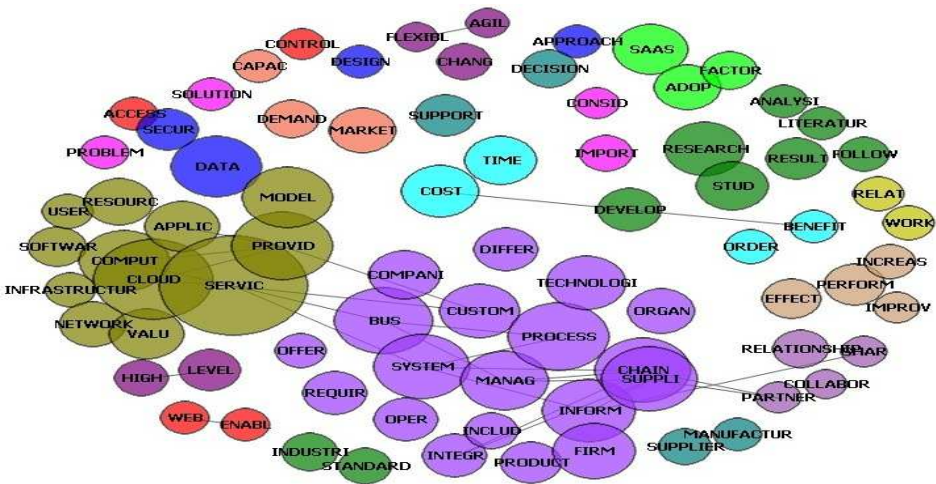 AGIL
FLEXIBL
CONTROL
APPROACH
SAAS
CAPAC
DESIGN
CHANG
DECISION
FACTOR
ADOP
SOLUTION
CONSID
ANALYSI
ACCESS
SECUR
DEMAND
MARKET
SUPPORT
LITERATUR
PROBLEM
DATA
TIME
IMPORT
RESEARCH
RESULT
FOLLOW
COST
STUD
RESOURC
MODEL
RELAT
USER
APPLIC
DEVELOP
BENEFIT
WORK
SOFTWAR
PROVID
DIFFER
ORDER
COMPUT
INCREAS
CLOUD
SERVIC
COMPANI
TECHNOLOGI
PERFORM
INFRASTRUCTUR
EFFECT
IMPROV
NETWORK
VALU
BUS
CUSTOM
ORGAN
PROCESS
OFFER
RELATIONSHIP
SHAR
HIGH
LEVEL
SYSTEM
MANAG
CHAIN
SUPPLI
COLLABOR
REQUIR
PARTNER
WEB
ENABL
OPER
INFORM
INCLUD
MANUFACTUR
INDUSTRI
STANDARD
INTEGR
PRODUCT
FIRM
SUPPLIER